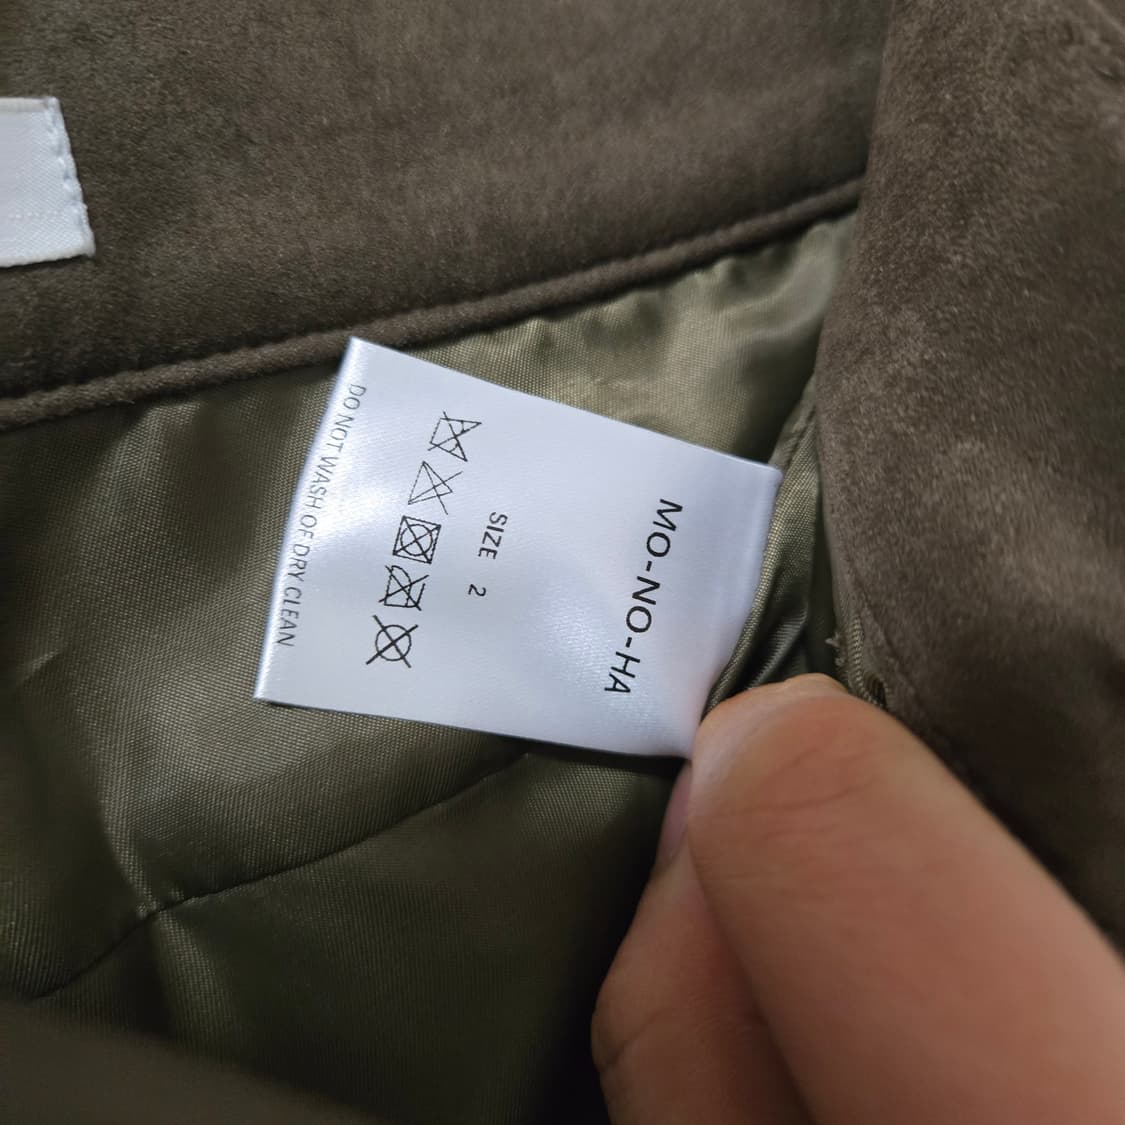 MO-NO-HA
SIZE 2
DO NOT WASH OF DRY CLEAN